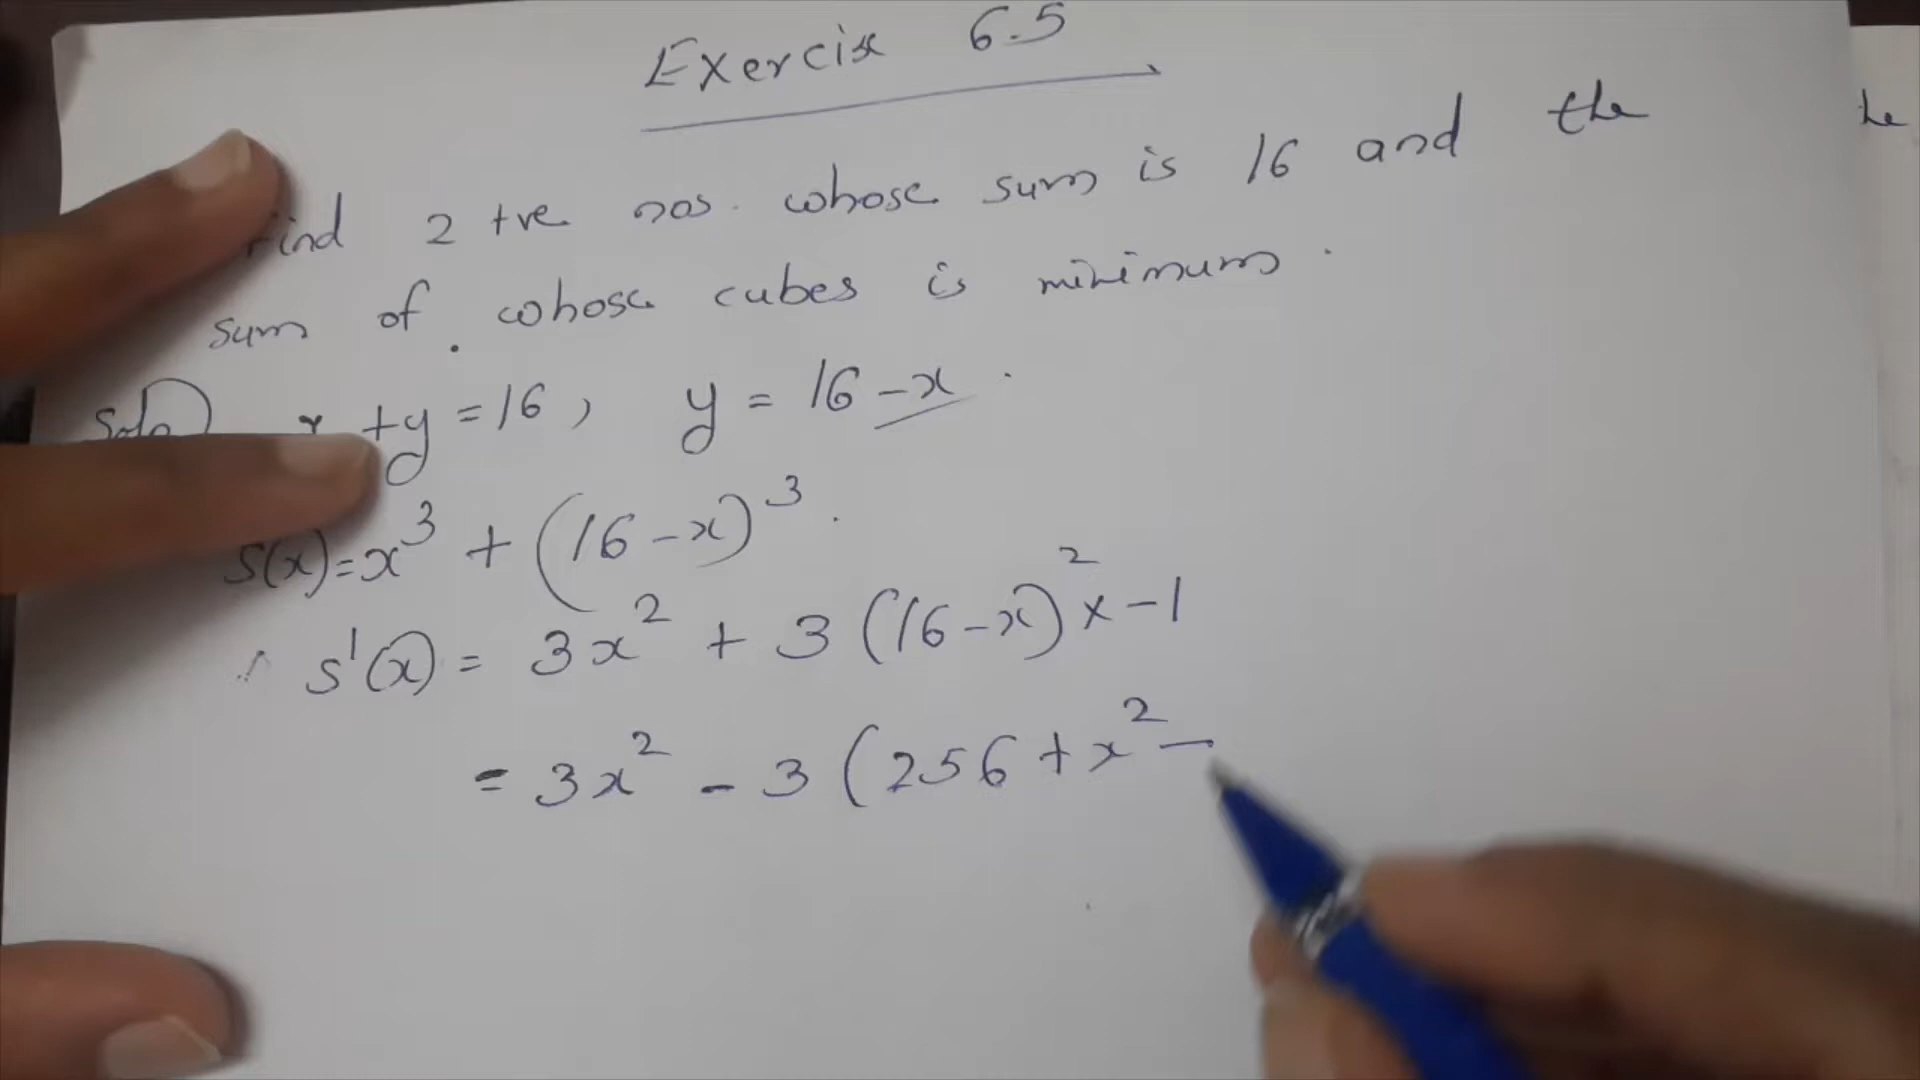 Exercise 6.5
Find 2 +ve nos. whose sum is 16 and the
sum of whose cubes is minimum.
Soln x+y=16, y = 16-x.
S(x)=x³ + (16-x)³.
∴ s'(x) = 3x² + 3(16-x)² x -1
= 3x² - 3(256+x²-